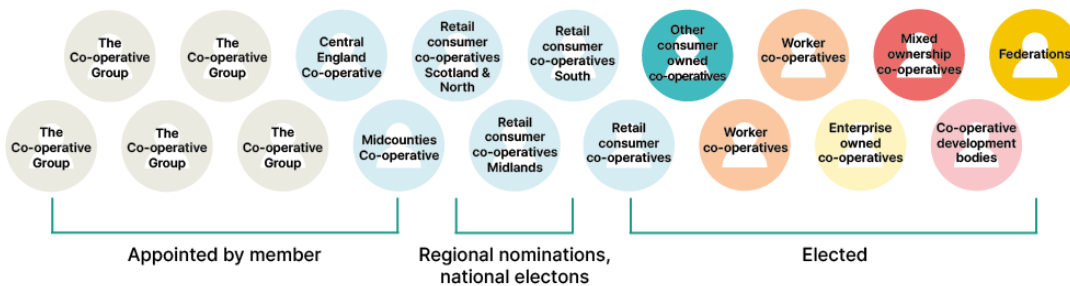 The
Co-operative
Group
The
Co-operative
Group
Central
England
Co-operative
Retail
consumer
co-operatives
Scotland &
North
Retail
consumer
co-operatives
South
Other
consumer
owned
co-operatives
Worker
co-operatives
Mixed
ownership
co-operatives
Federations
The
Co-operative
Group
The
Co-operative
Group
The
Co-operative
Group
Midcounties
Co-operative
Retail
consumer
co-operatives
Midlands
Retail
consumer
co-operatives
Worker
co-operatives
Enterprise
owned
co-operatives
Co-operative
development
bodies
Appointed by member
Regional nominations,
national electons
Elected